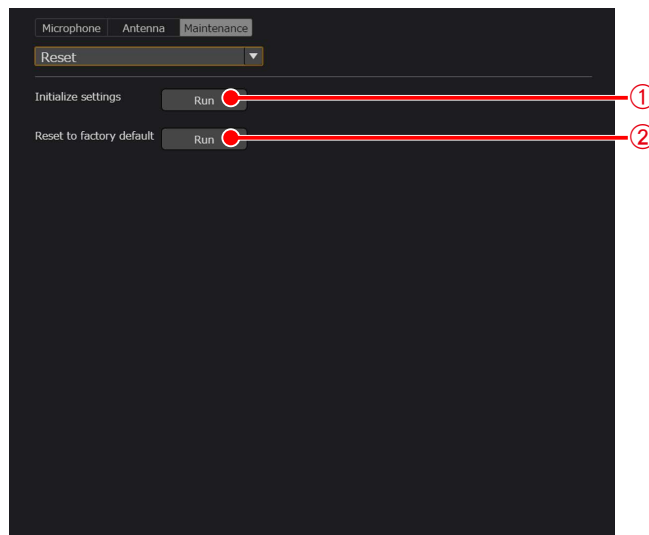 Microphone Antenna Maintenance
Reset
Initialize settings Run ①
Reset to factory default Run ②